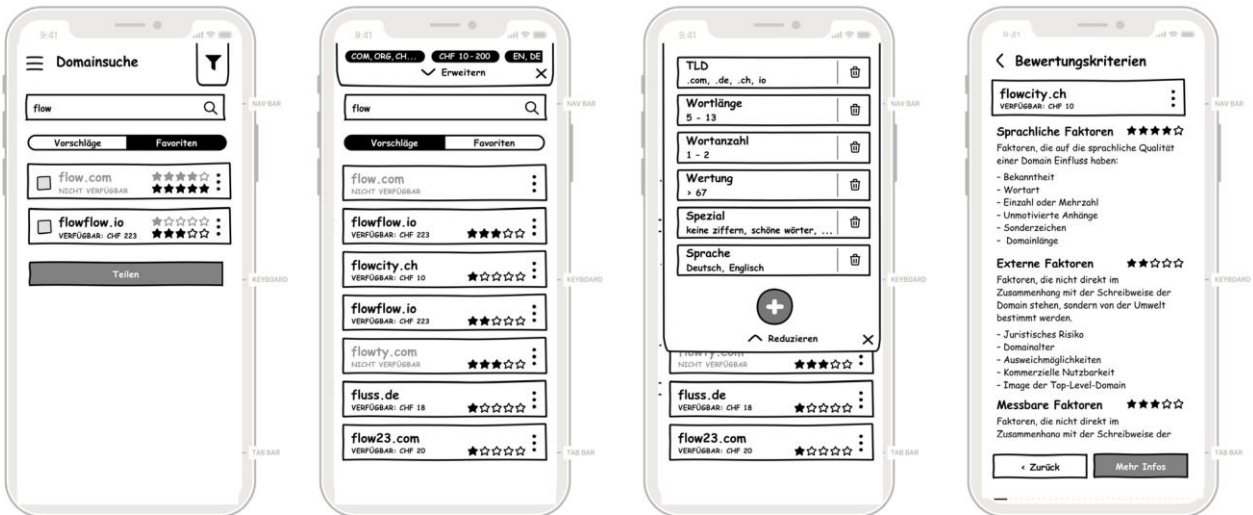 9:41
Domainsuche
flow
Vorschläge Favoriten
flow.com
NICHT VERFÜGBAR
flowflow.io
VERFÜGBAR: CHF 223
Teilen
NAV BAR
KEYBOARD
TAB BAR
9:41
COM, ORG, CH... CHF 10-200 EN, DE
Erweitern
flow
Vorschläge Favoriten
flow.com
NICHT VERFÜGBAR
flowflow.io
VERFÜGBAR: CHF 223
flowcity.ch
VERFÜGBAR: CHF 10
flowflow.io
VERFÜGBAR: CHF 223
flowty.com
NICHT VERFÜGBAR
fluss.de
VERFÜGBAR: CHF 18
flow23.com
VERFÜGBAR: CHF 20
NAV BAR
KEYBOARD
TAB BAR
9:41
TLD
.com, .de, .ch, io
Wortlänge
5 - 13
Wortanzahl
1 - 2
Wertung
> 67
Spezial
keine ziffern, schöne wörter, ...
Sprache
Deutsch, Englisch
Reduzieren
flowty.com
NICHT VERFÜGBAR
fluss.de
VERFÜGBAR: CHF 18
flow23.com
VERFÜGBAR: CHF 20
NAV BAR
KEYBOARD
TAB BAR
9:41
Bewertungskriterien
flowcity.ch
VERFÜGBAR: CHF 10
Sprachliche Faktoren
Faktoren, die auf die sprachliche Qualität
einer Domain Einfluss haben:
- Bekanntheit
- Wortart
- Einzahl oder Mehrzahl
- Unmotivierte Anhänge
- Sonderzeichen
- Domainlänge
Externe Faktoren
Faktoren, die nicht direkt im
Zusammenhang mit der Schreibweise der
Domain stehen, sondern von der Umwelt
bestimmt werden.
- Juristisches Risiko
- Domainalter
- Ausweichmöglichkeiten
- Kommerzielle Nutzbarkeit
- Image der Top-Level-Domain
Messbare Faktoren
Faktoren, die nicht direkt im
Zusammenhang mit der Schreibweise der
‹ Zurück Mehr Infos
NAV BAR
KEYBOARD
TAB BAR